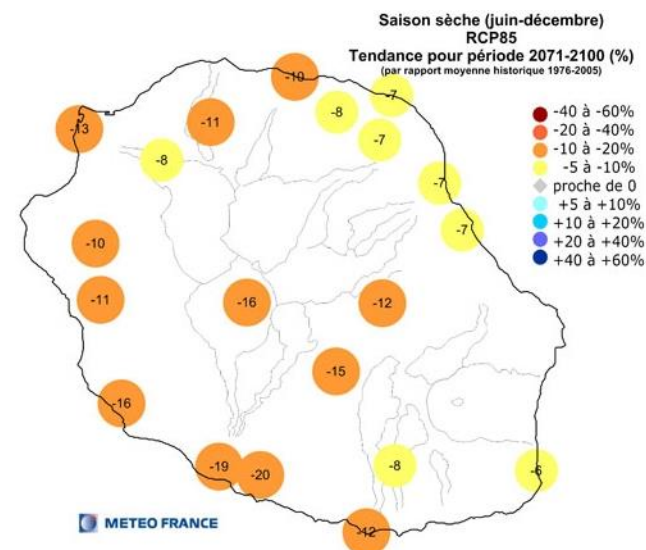 Saison sèche (juin-décembre)
RCP85
Tendance pour période 2071-2100 (%)
(par rapport moyenne historique 1976-2005)
-10
-7
-8
-11
-13
-7
-8
-7
-7
-10
-11
-16
-12
-15
-16
-19
-20
-8
-6
-12
-40 à -60%
-20 à -40%
-10 à -20%
-5 à -10%
proche de 0
+5 à +10%
+10 à +20%
+20 à +40%
+40 à +60%
METEO FRANCE